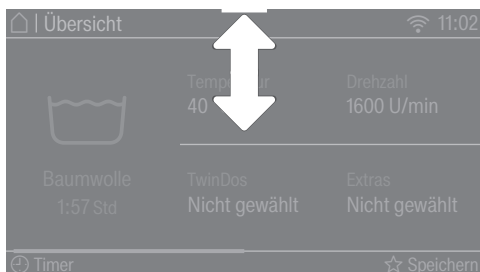 | Übersicht
11:02
Temperatur
40
Drehzahl
1600 U/min
Baumwolle
1:57 Std
TwinDos
Nicht gewählt
Extras
Nicht gewählt
Timer
Speichern